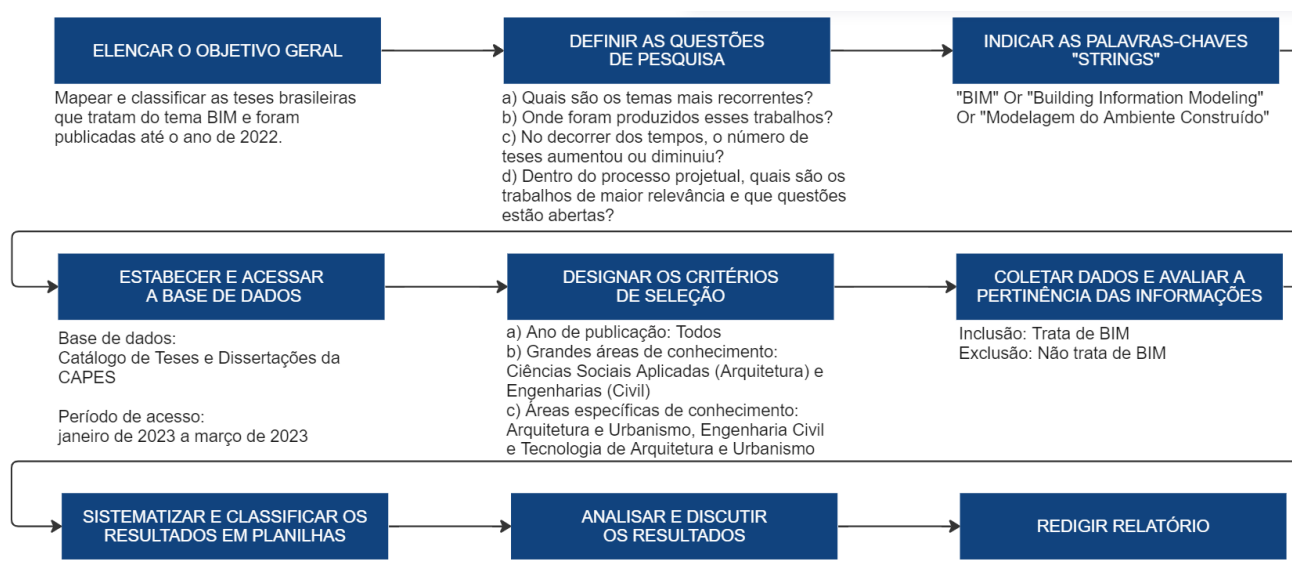 ELENCAR O OBJETIVO GERAL
Mapear e classificar as teses brasileiras
que tratam do tema BIM e foram
publicadas até o ano de 2022.
DEFINIR AS QUESTÕES
DE PESQUISA
a) Quais são os temas mais recorrentes?
b) Onde foram produzidos esses trabalhos?
c) No decorrer dos tempos, o número de
teses aumentou ou diminuiu?
d) Dentro do processo projetual, quais são os
trabalhos de maior relevância e que questões
estão abertas?
INDICAR AS PALAVRAS-CHAVES
"STRINGS"
"BIM" Or "Building Information Modeling"
Or "Modelagem do Ambiente Construído"
ESTABECER E ACESSAR
A BASE DE DADOS
Base de dados:
Catálogo de Teses e Dissertações da
CAPES
Período de acesso:
janeiro de 2023 a março de 2023
DESIGNAR OS CRITÉRIOS
DE SELEÇÃO
a) Ano de publicação: Todos
b) Grandes áreas de conhecimento:
Ciências Sociais Aplicadas (Arquitetura) e
Engenharias (Civil)
c) Áreas específicas de conhecimento:
Arquitetura e Urbanismo, Engenharia Civil
e Tecnologia de Arquitetura e Urbanismo
COLETAR DADOS E AVALIAR A
PERTINÊNCIA DAS INFORMAÇÕES
Inclusão: Trata de BIM
Exclusão: Não trata de BIM
SISTEMATIZAR E CLASSIFICAR OS
RESULTADOS EM PLANILHAS
ANALISAR E DISCUTIR
OS RESULTADOS
REDIGIR RELATÓRIO